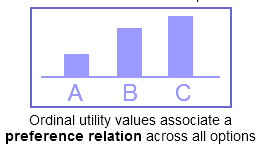 A B C
Ordinal utility values associate a
preference relation across all options